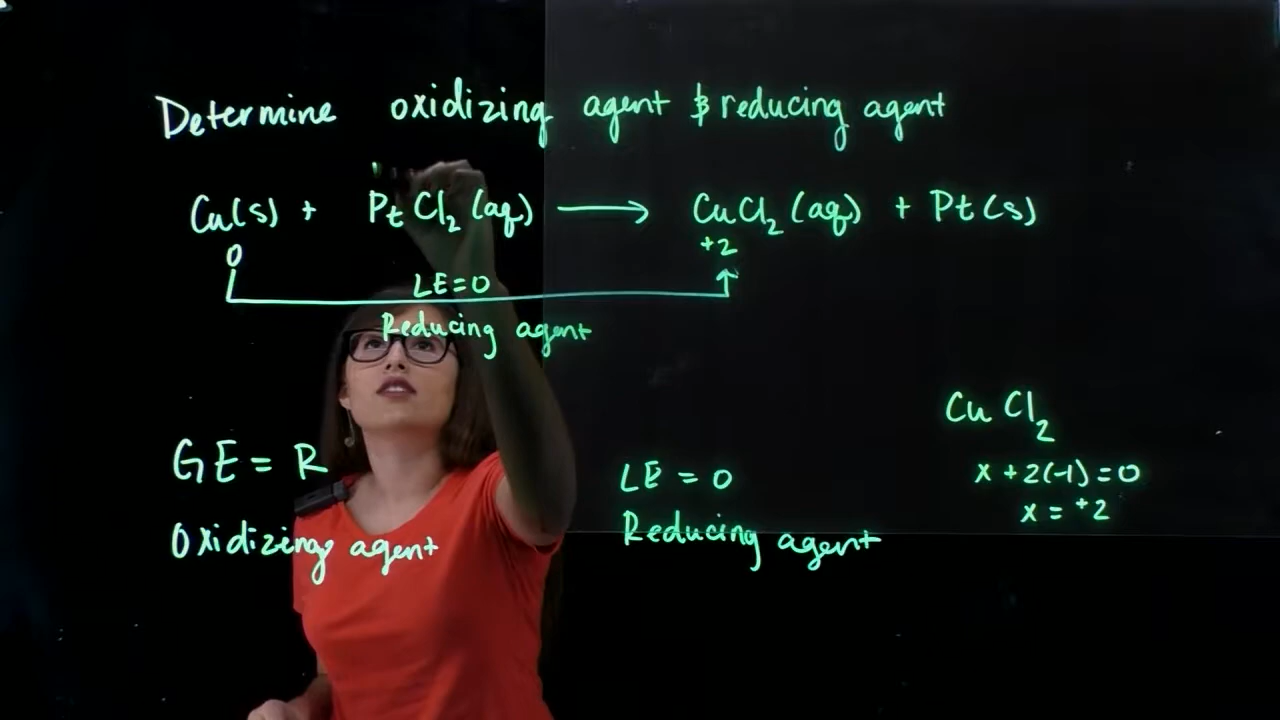 Determine oxidizing agent & reducing agent
Cu(s) + PtCl₂(aq) ⟶ CuCl₂(aq) + Pt(s)
0 +2
LE=0
Reducing agent
CuCl₂
GE = R LE = 0 x + 2(-1) = 0
x = +2
Oxidizing agent Reducing agent